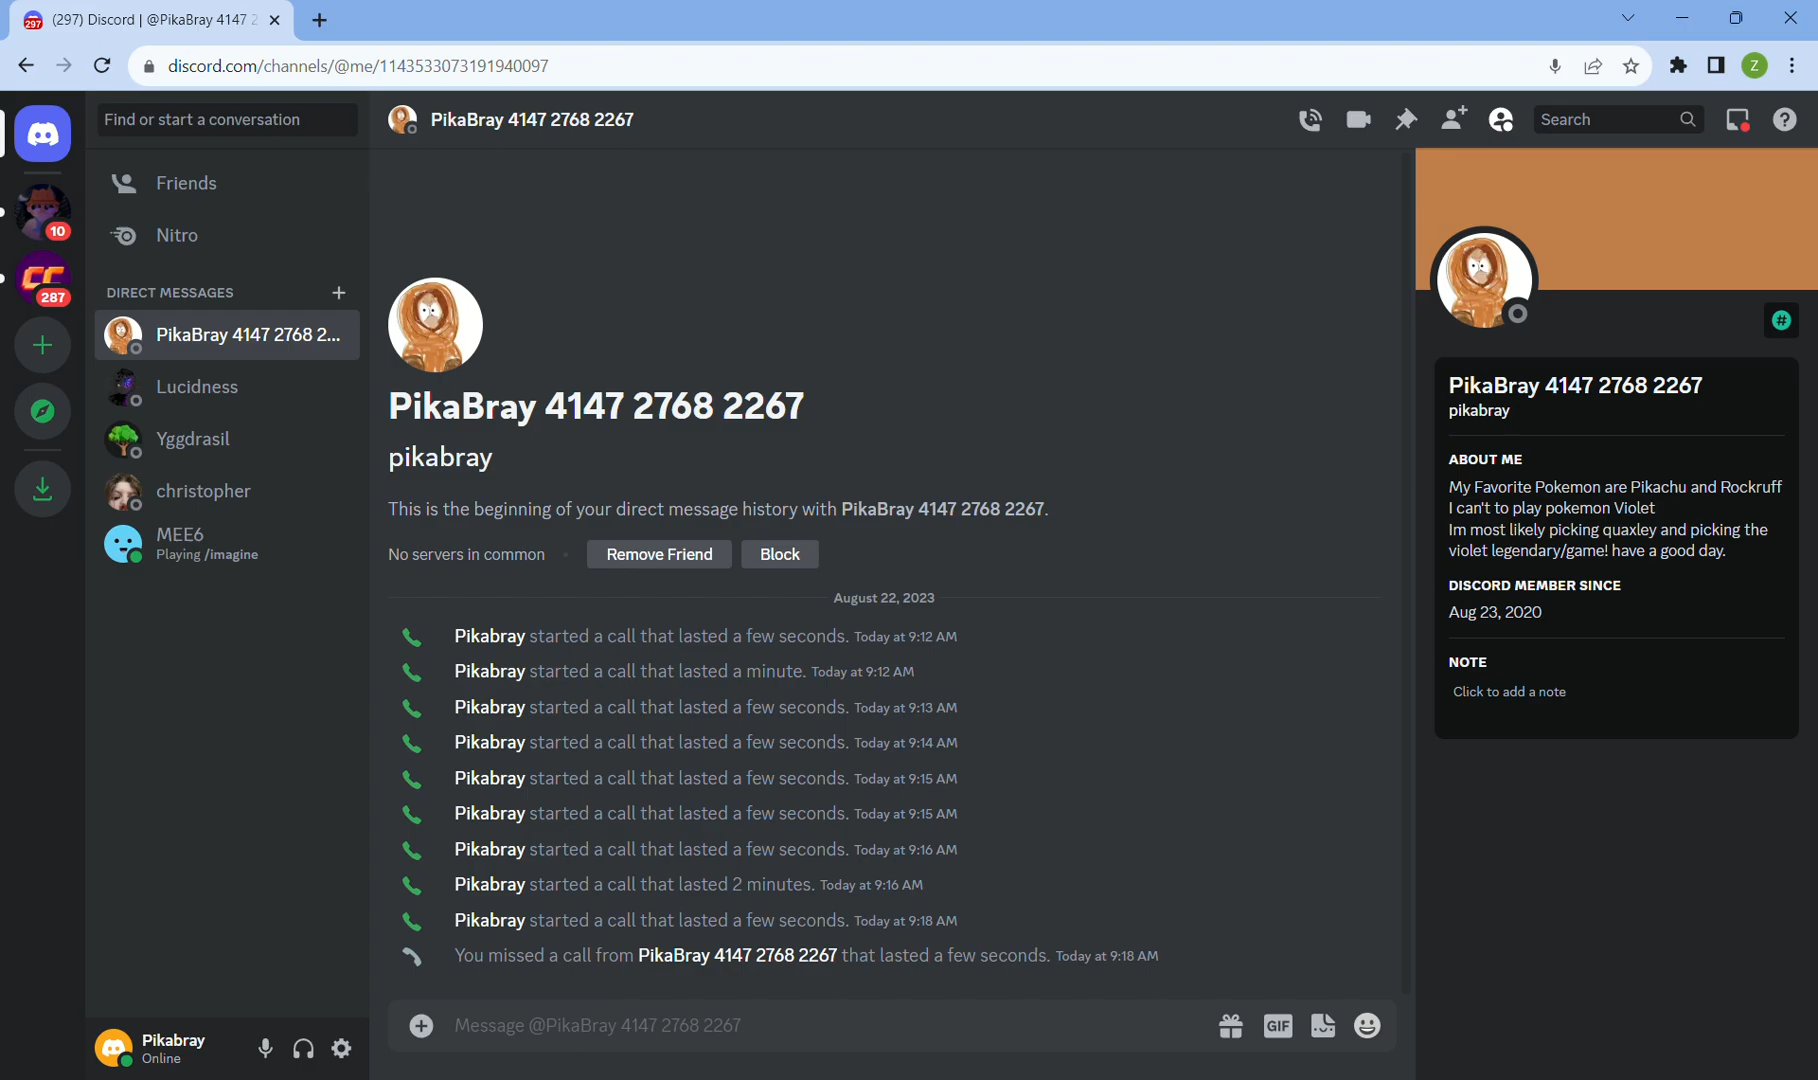 (297) Discord | @PikaBray 4147 2
discord.com/channels/@me/1143533073191940097
Z
Find or start a conversation
PikaBray 4147 2768 2267
Search
Friends
10
Nitro
CC
287
DIRECT MESSAGES
PikaBray 4147 2768 2...
Lucidness
Yggdrasil
christopher
MEE6
Playing /imagine
PikaBray 4147 2768 2267
pikabray
This is the beginning of your direct message history with PikaBray 4147 2768 2267.
No servers in common
Remove Friend
Block
August 22, 2023
Pikabray started a call that lasted a few seconds. Today at 9:12 AM
Pikabray started a call that lasted a minute. Today at 9:12 AM
Pikabray started a call that lasted a few seconds. Today at 9:13 AM
Pikabray started a call that lasted a few seconds. Today at 9:14 AM
Pikabray started a call that lasted a few seconds. Today at 9:15 AM
Pikabray started a call that lasted a few seconds. Today at 9:15 AM
Pikabray started a call that lasted a few seconds. Today at 9:16 AM
Pikabray started a call that lasted 2 minutes. Today at 9:16 AM
Pikabray started a call that lasted a few seconds. Today at 9:18 AM
You missed a call from PikaBray 4147 2768 2267 that lasted a few seconds. Today at 9:18 AM
Message @PikaBray 4147 2768 2267
GIF
Pikabray
Online
#
PikaBray 4147 2768 2267
pikabray
ABOUT ME
My Favorite Pokemon are Pikachu and Rockruff
I can't to play pokemon Violet
Im most likely picking quaxley and picking the
violet legendary/game! have a good day.
DISCORD MEMBER SINCE
Aug 23, 2020
NOTE
Click to add a note